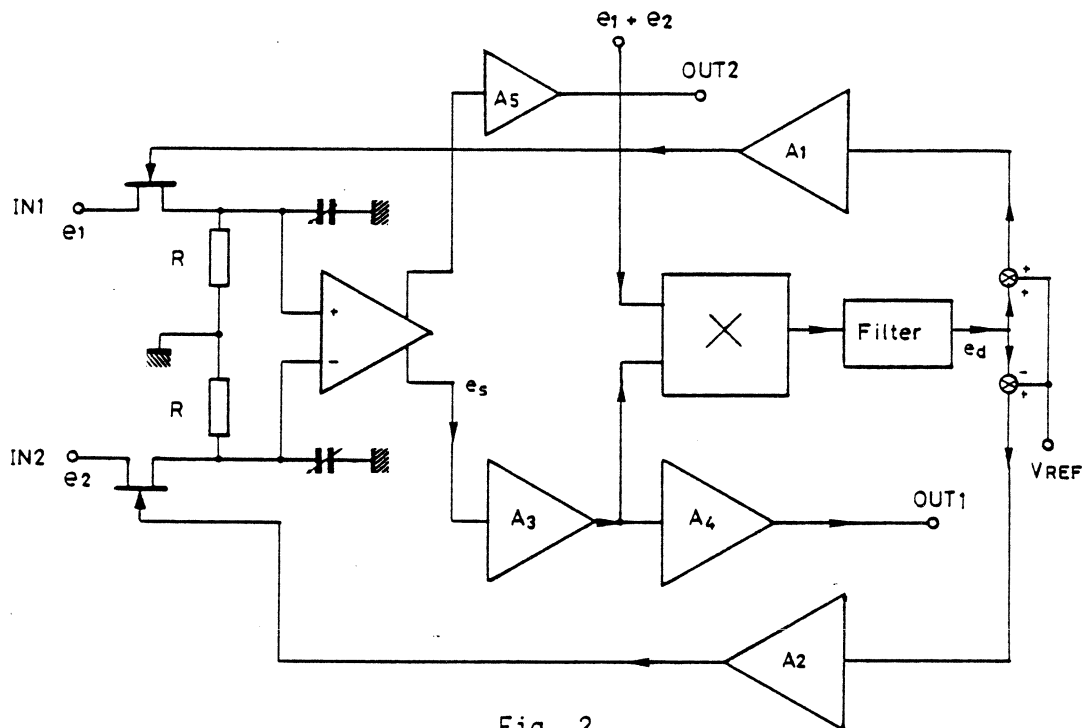 e1 + e2
OUT2
A5
A1
IN1
e1
R
+
+
+
-
×
Filter
ed
-
+
R
es
IN2
e2
VREF
A3
A4
OUT1
A2
Fig. 2